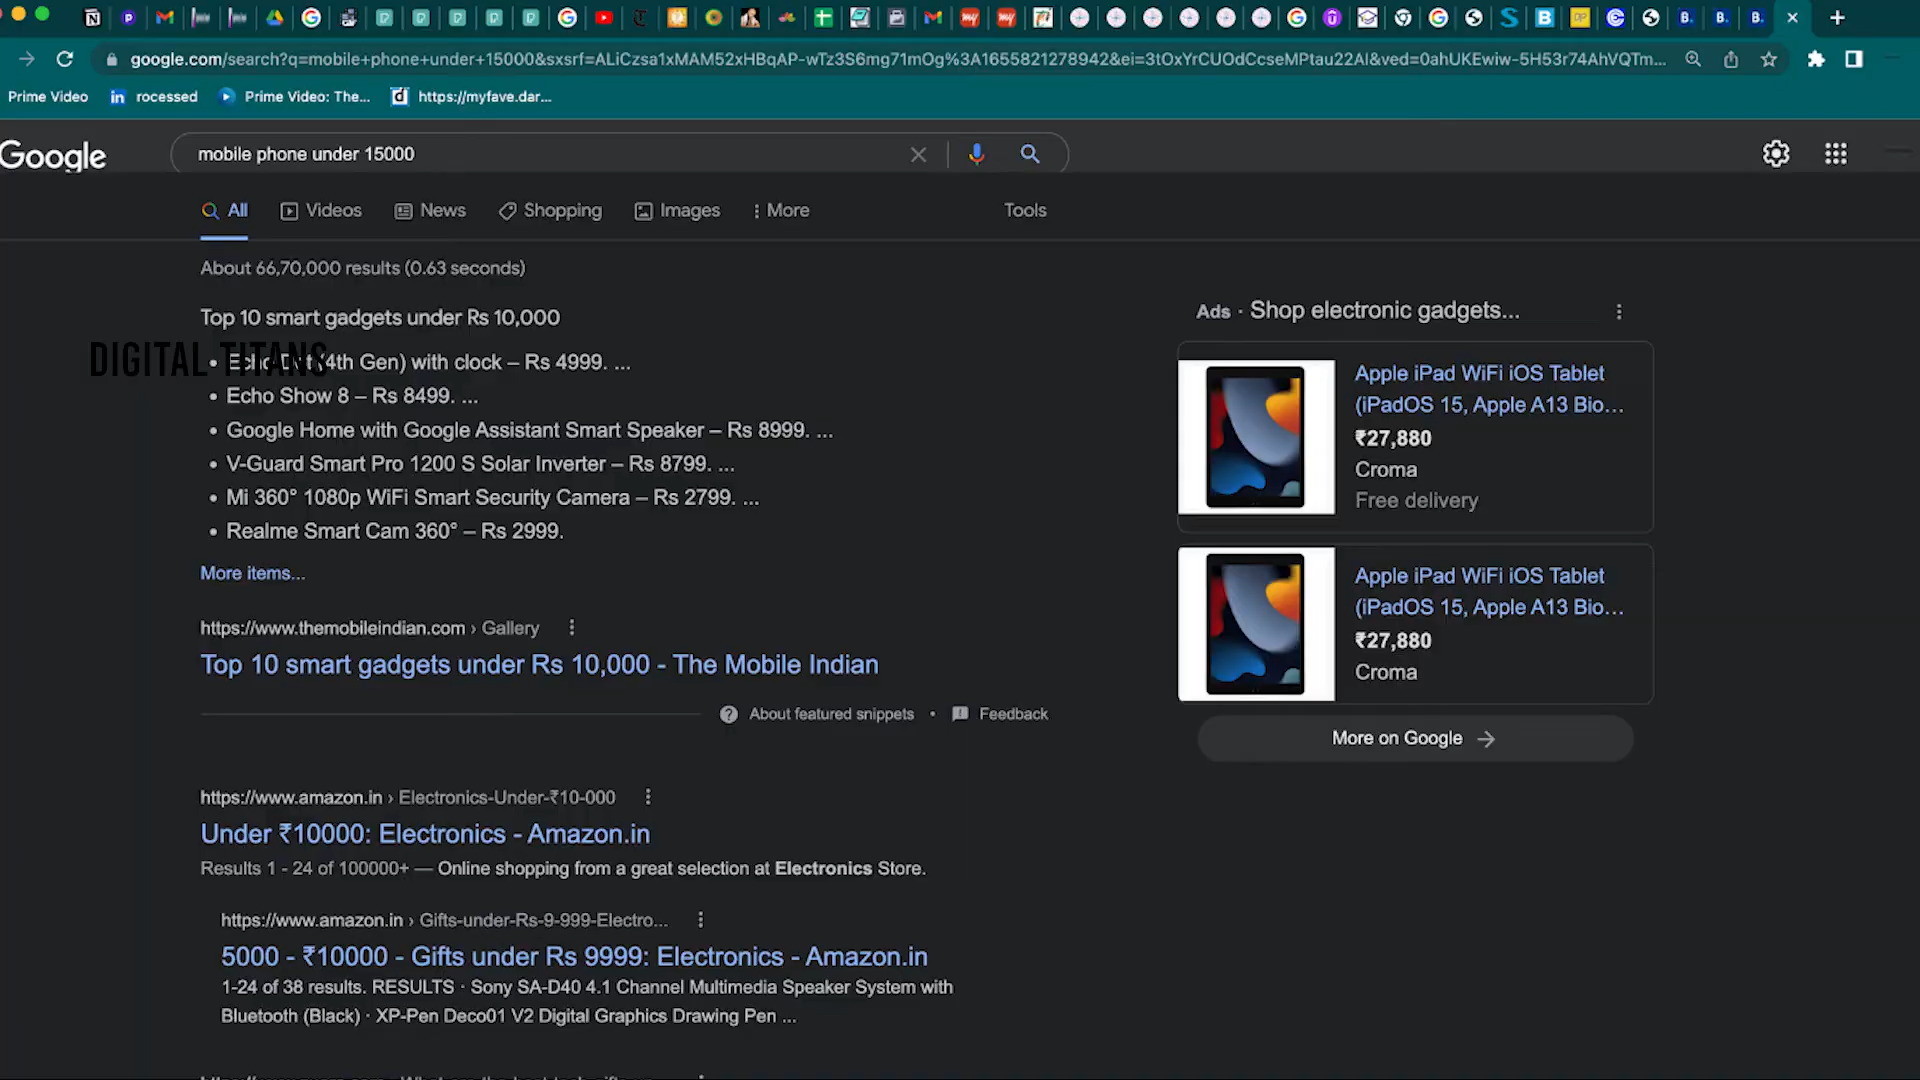 google.com/search?q=mobile+phone+under+15000&sxsrf=ALiCzsa1xMAM52xHBqAP-wTz3S6mg71mOg%3A1655821278942&ei=3tOxYrCUOdCcseMPtau22AI&ved=0ahUKEwiw-5H53r74AhVQTm...
Prime Video in rocessed Prime Video: The... d https://myfave.dar...
Google mobile phone under 15000
All Videos News Shopping Images More Tools
About 66,70,000 results (0.63 seconds)
Top 10 smart gadgets under Rs 10,000
DIGITAL TITANS
• Echo Dot (4th Gen) with clock – Rs 4999. ...
• Echo Show 8 – Rs 8499. ...
• Google Home with Google Assistant Smart Speaker – Rs 8999. ...
• V-Guard Smart Pro 1200 S Solar Inverter – Rs 8799. ...
• Mi 360° 1080p WiFi Smart Security Camera – Rs 2799. ...
• Realme Smart Cam 360° – Rs 2999.
More items...
https://www.themobileindian.com › Gallery
Top 10 smart gadgets under Rs 10,000 - The Mobile Indian
About featured snippets • Feedback
https://www.amazon.in › Electronics-Under-₹10-000
Under ₹10000: Electronics - Amazon.in
Results 1 - 24 of 100000+ — Online shopping from a great selection at Electronics Store.
https://www.amazon.in › Gifts-under-Rs-9-999-Electro...
5000 - ₹10000 - Gifts under Rs 9999: Electronics - Amazon.in
1-24 of 38 results. RESULTS · Sony SA-D40 4.1 Channel Multimedia Speaker System with
Bluetooth (Black) · XP-Pen Deco01 V2 Digital Graphics Drawing Pen ...
Ads · Shop electronic gadgets...
Apple iPad WiFi iOS Tablet
(iPadOS 15, Apple A13 Bio...
₹27,880
Croma
Free delivery
Apple iPad WiFi iOS Tablet
(iPadOS 15, Apple A13 Bio...
₹27,880
Croma
More on Google →